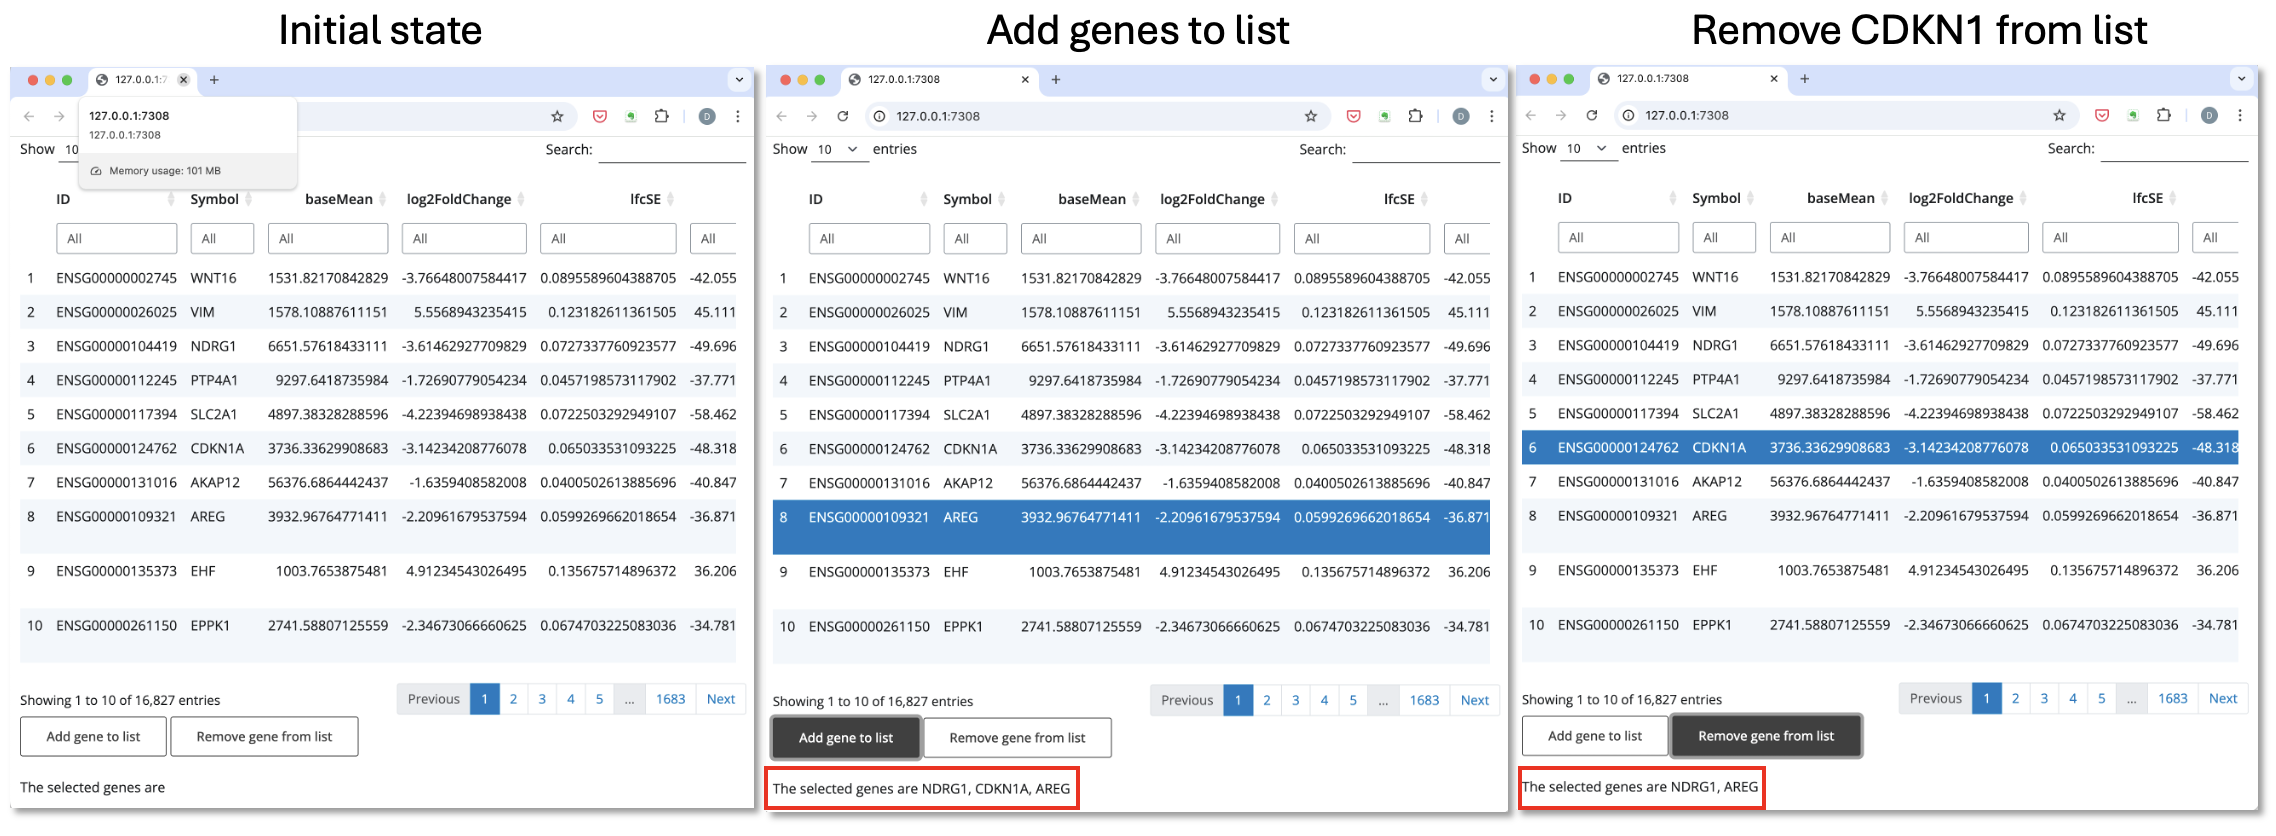 Initial state
127.0.0.1:7
127.0.0.1:7308
127.0.0.1:7308
Memory usage: 101 MB
D
Show 10
Search:
ID Symbol baseMean log2FoldChange lfcSE
All All All All All All
1 ENSG00000002745 WNT16 1531.82170842829 -3.76648007584417 0.0895589604388705 -42.055
2 ENSG00000026025 VIM 1578.10887611151 5.5568943235415 0.123182611361505 45.111
3 ENSG00000104419 NDRG1 6651.57618433111 -3.61462927709829 0.0727337760923577 -49.696
4 ENSG00000112245 PTP4A1 9297.6418735984 -1.72690779054234 0.0457198573117902 -37.771
5 ENSG00000117394 SLC2A1 4897.38328288596 -4.22394698938438 0.0722503292949107 -58.462
6 ENSG00000124762 CDKN1A 3736.33629908683 -3.14234208776078 0.065033531093225 -48.318
7 ENSG00000131016 AKAP12 56376.6864442437 -1.6359408582008 0.0400502613885696 -40.847
8 ENSG00000109321 AREG 3932.96764771411 -2.20961679537594 0.0599269662018654 -36.871
9 ENSG00000135373 EHF 1003.7653875481 4.91234543026495 0.135675714896372 36.206
10 ENSG00000261150 EPPK1 2741.58807125559 -2.34673066660625 0.0674703225083036 -34.781
Showing 1 to 10 of 16,827 entries
Previous 1 2 3 4 5 ... 1683 Next
Add gene to list Remove gene from list
The selected genes are
Add genes to list
127.0.0.1:7308
127.0.0.1:7308
D
Show 10 entries
Search:
ID Symbol baseMean log2FoldChange lfcSE
All All All All All All
1 ENSG00000002745 WNT16 1531.82170842829 -3.76648007584417 0.0895589604388705 -42.055
2 ENSG00000026025 VIM 1578.10887611151 5.5568943235415 0.123182611361505 45.111
3 ENSG00000104419 NDRG1 6651.57618433111 -3.61462927709829 0.0727337760923577 -49.696
4 ENSG00000112245 PTP4A1 9297.6418735984 -1.72690779054234 0.0457198573117902 -37.771
5 ENSG00000117394 SLC2A1 4897.38328288596 -4.22394698938438 0.0722503292949107 -58.462
6 ENSG00000124762 CDKN1A 3736.33629908683 -3.14234208776078 0.065033531093225 -48.318
7 ENSG00000131016 AKAP12 56376.6864442437 -1.6359408582008 0.0400502613885696 -40.847
8 ENSG00000109321 AREG 3932.96764771411 -2.20961679537594 0.0599269662018654 -36.871
9 ENSG00000135373 EHF 1003.7653875481 4.91234543026495 0.135675714896372 36.206
10 ENSG00000261150 EPPK1 2741.58807125559 -2.34673066660625 0.0674703225083036 -34.781
Showing 1 to 10 of 16,827 entries
Previous 1 2 3 4 5 ... 1683 Next
Add gene to list Remove gene from list
The selected genes are NDRG1, CDKN1A, AREG
Remove CDKN1 from list
127.0.0.1:7308
127.0.0.1:7308
D
Show 10 entries
Search:
ID Symbol baseMean log2FoldChange lfcSE
All All All All All All
1 ENSG00000002745 WNT16 1531.82170842829 -3.76648007584417 0.0895589604388705 -42.055
2 ENSG00000026025 VIM 1578.10887611151 5.5568943235415 0.123182611361505 45.111
3 ENSG00000104419 NDRG1 6651.57618433111 -3.61462927709829 0.0727337760923577 -49.696
4 ENSG00000112245 PTP4A1 9297.6418735984 -1.72690779054234 0.0457198573117902 -37.771
5 ENSG00000117394 SLC2A1 4897.38328288596 -4.22394698938438 0.0722503292949107 -58.462
6 ENSG00000124762 CDKN1A 3736.33629908683 -3.14234208776078 0.065033531093225 -48.318
7 ENSG00000131016 AKAP12 56376.6864442437 -1.6359408582008 0.0400502613885696 -40.847
8 ENSG00000109321 AREG 3932.96764771411 -2.20961679537594 0.0599269662018654 -36.871
9 ENSG00000135373 EHF 1003.7653875481 4.91234543026495 0.135675714896372 36.206
10 ENSG00000261150 EPPK1 2741.58807125559 -2.34673066660625 0.0674703225083036 -34.781
Showing 1 to 10 of 16,827 entries
Previous 1 2 3 4 5 ... 1683 Next
Add gene to list Remove gene from list
The selected genes are NDRG1, AREG